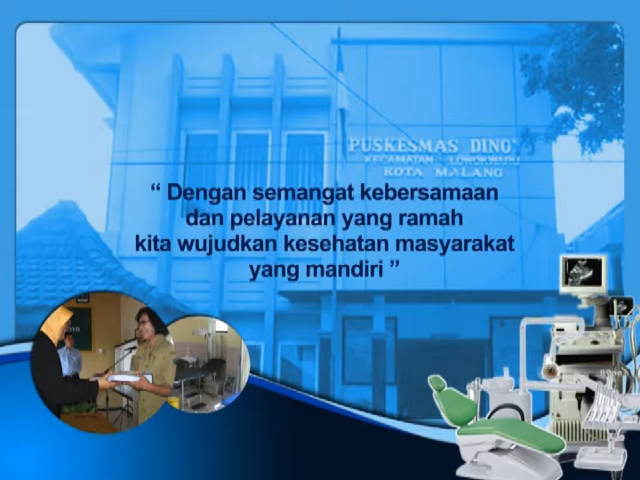 PUSKESMAS DINOYO
KECAMATAN LOWOKWARU
KOTA MALANG
“ Dengan semangat kebersamaan
dan pelayanan yang ramah
kita wujudkan kesehatan masyarakat
yang mandiri ”